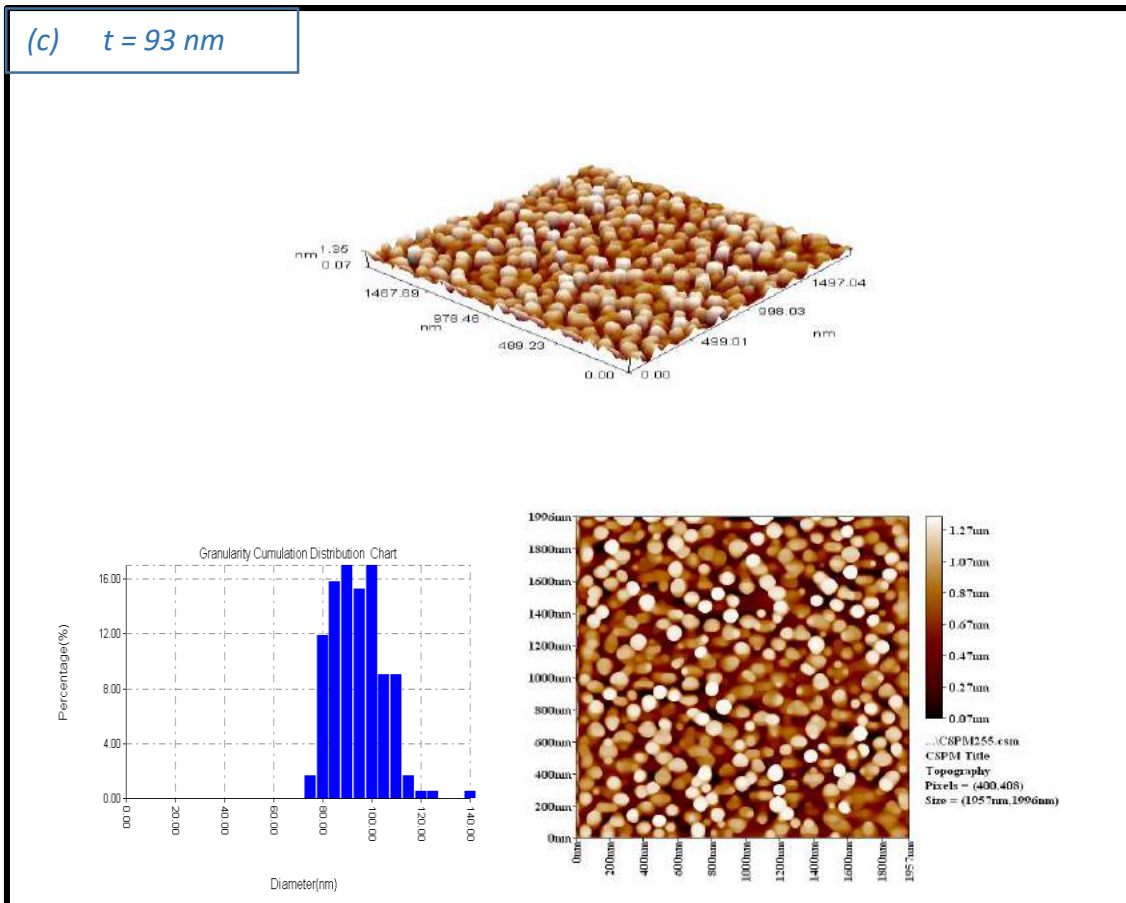 (c) t = 93 nm
nm 1.35
0.07
1467.69
978.46
nm
489.23
0.00
0.00
499.01
998.03
nm
1497.04
Granularity Cumulation Distribution Chart
Percentage(%)
16.00
12.00
8.00
4.00
0.00
0.00
20.00
40.00
60.00
80.00
100.00
120.00
140.00
Diameter(nm)
1996nm
1800nm
1600nm
1400nm
1200nm
1000nm
800nm
600nm
400nm
200nm
0nm
0nm
200nm
400nm
600nm
800nm
1000nm
1200nm
1400nm
1600nm
1800nm
1957nm
1.27nm
1.07nm
0.87nm
0.67nm
0.47nm
0.27nm
0.07nm
...\CSPM255.csm
CSPM Title
Topography
Pixels = (400,408)
Size = (1957nm,1996nm)